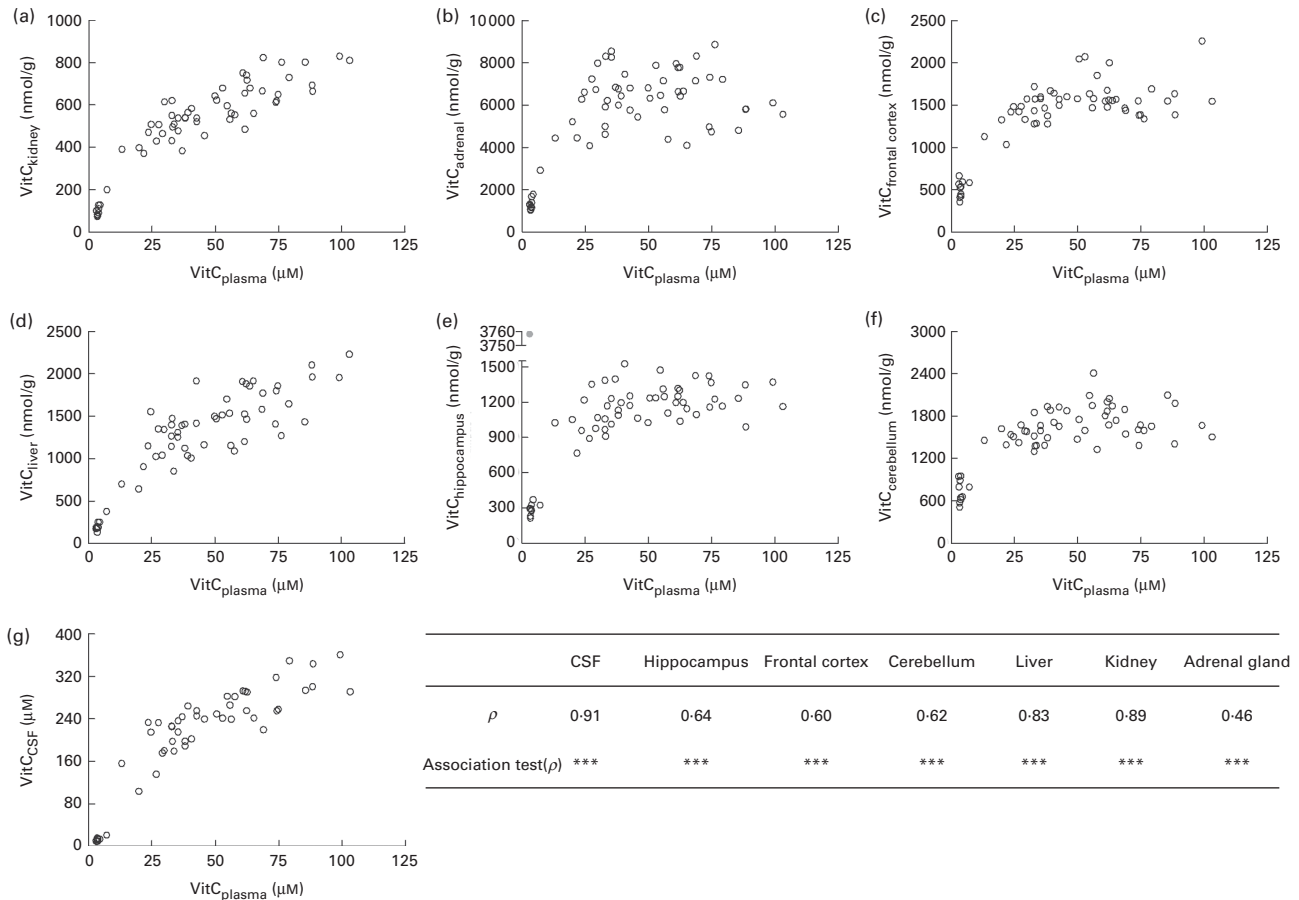 (a)
1000
800
600
400
200
0
0 25 50 75 100 125
VitCkidney (nmol/g)
VitCplasma (μM)
(b)
10 000
8000
6000
4000
2000
0
0 25 50 75 100 125
VitCadrenal (nmol/g)
VitCplasma (μM)
(c)
2500
2000
1500
1000
500
0
0 25 50 75 100 125
VitCfrontal cortex (nmol/g)
VitCplasma (μM)
(d)
2500
2000
1500
1000
500
0
0 25 50 75 100 125
VitCliver (nmol/g)
VitCplasma (μM)
(e)
3760
3750
1500
1200
900
600
300
0
0 25 50 75 100 125
VitChippocampus (nmol/g)
VitCplasma (μM)
(f)
3000
2400
1800
1200
600
0
0 25 50 75 100 125
VitCcerebellum (nmol/g)
VitCplasma (μM)
(g)
400
320
240
160
80
0
0 25 50 75 100 125
VitCCSF (μM)
VitCplasma (μM)
CSF Hippocampus Frontal cortex Cerebellum Liver Kidney Adrenal gland
ρ 0·91 0·64 0·60 0·62 0·83 0·89 0·46
Association test(ρ) *** *** *** *** *** *** ***